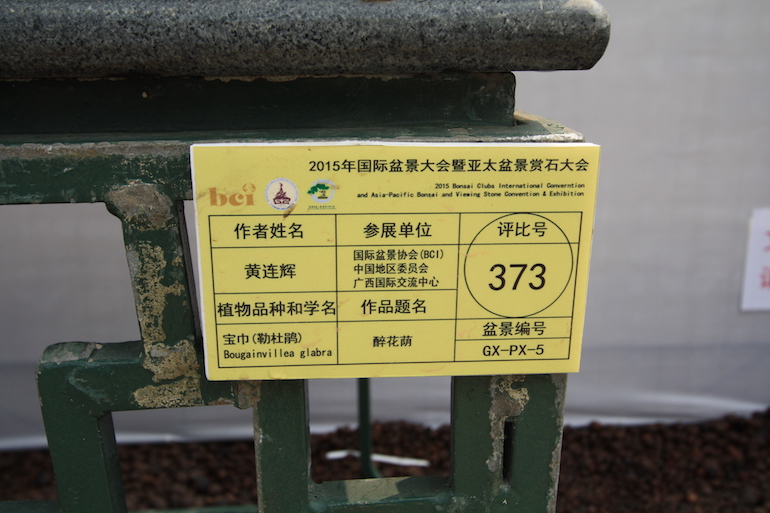 2015年国际盆景大会暨亚太盆景赏石大会
bci
2015 Bonsai Clubs International Converntion
and Asia-Pacific Bonsai and Viewing Stone Convention & Exhibition
作者姓名
参展单位
评比号
黄连辉
国际盆景协会(BCI)
中国地区委员会
广西国际交流中心
373
植物品种和学名
作品题名
盆景编号
宝巾(勒杜鹃)
Bougainvillea glabra
醉花荫
GX-PX-5